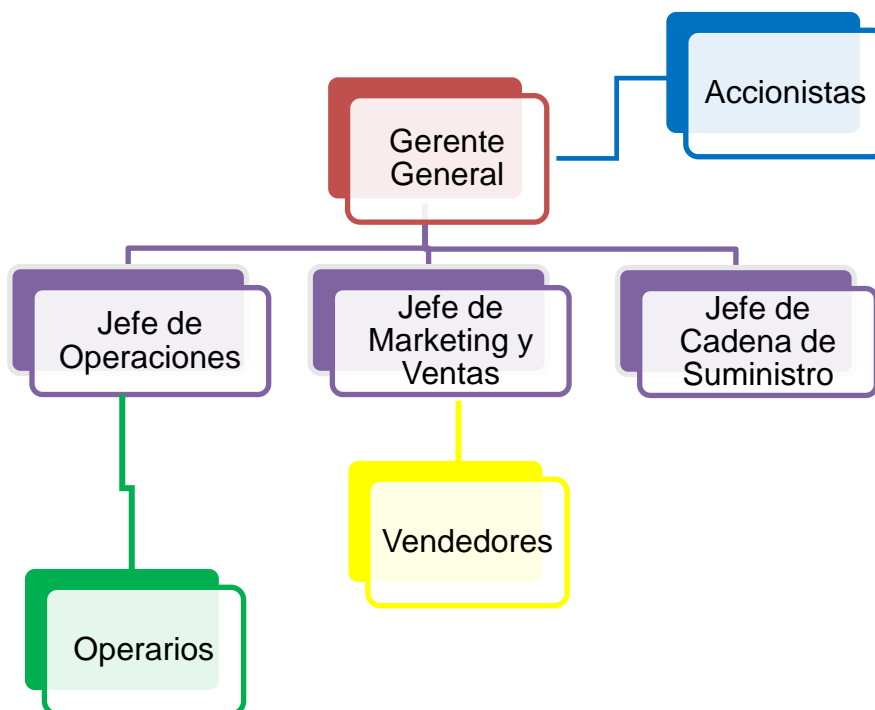 Accionistas
Gerente
General
Jefe de
Operaciones
Jefe de
Marketing y
Ventas
Jefe de
Cadena de
Suministro
Vendedores
Operarios